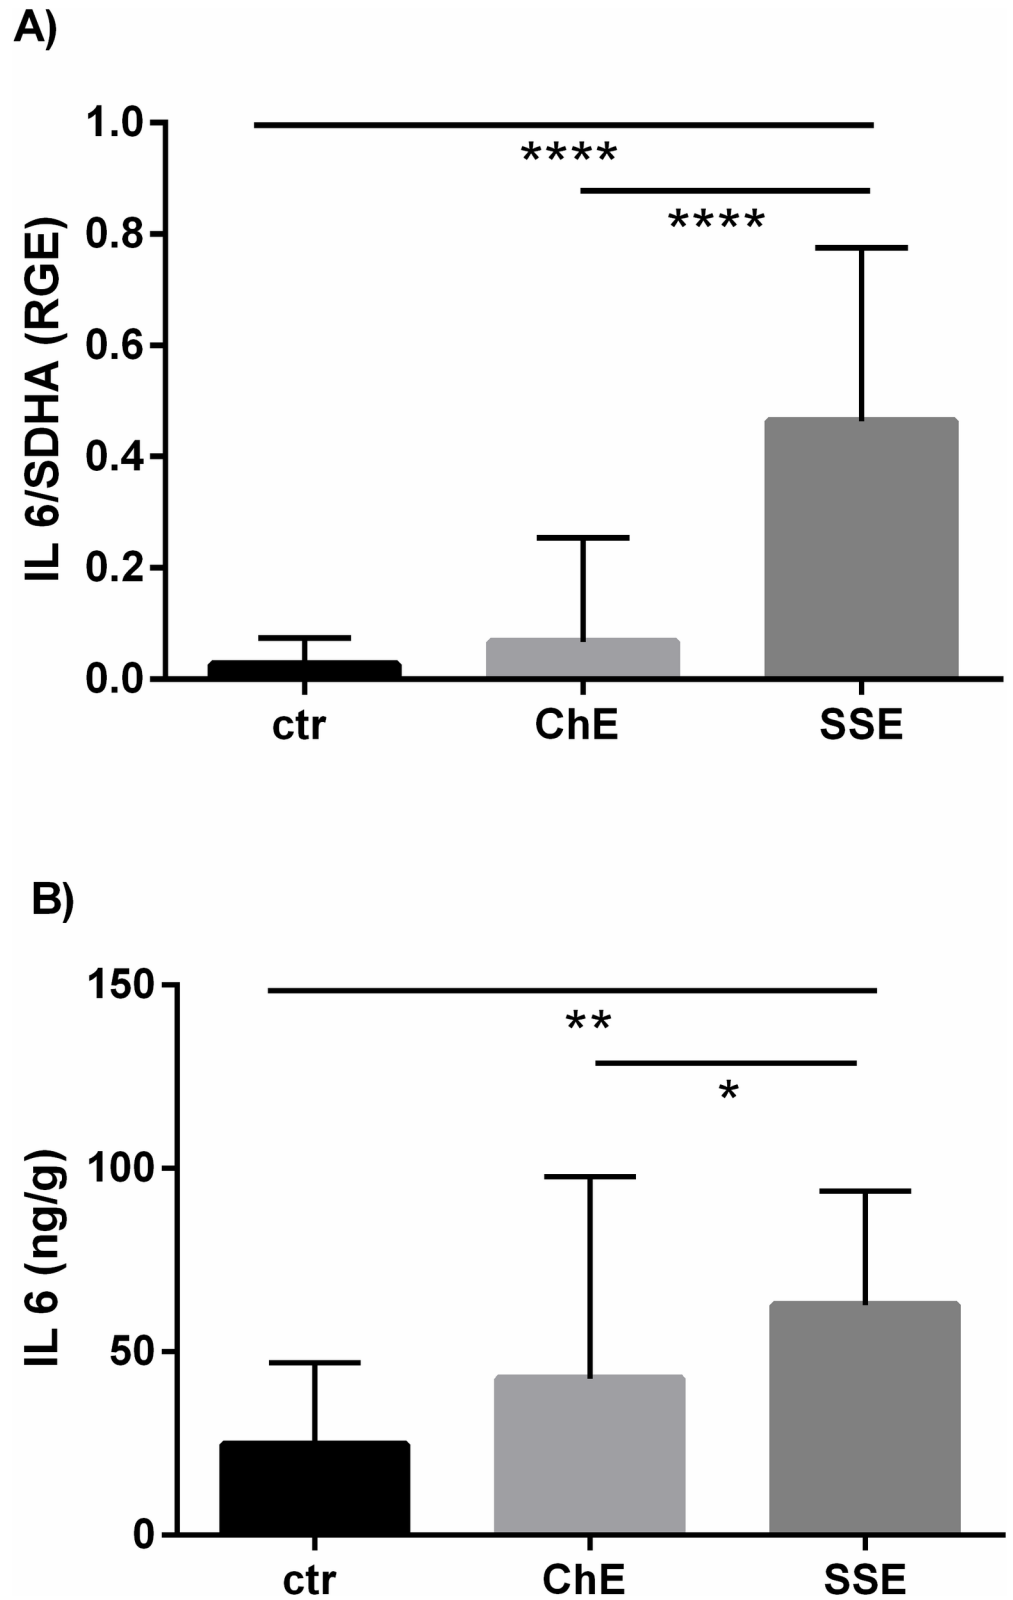 A)
1.0
****
****
0.8
0.6
0.4
0.2
0.0
IL 6/SDHA (RGE)
ctr ChE SSE
B)
150
**
*
100
50
0
IL 6 (ng/g)
ctr ChE SSE